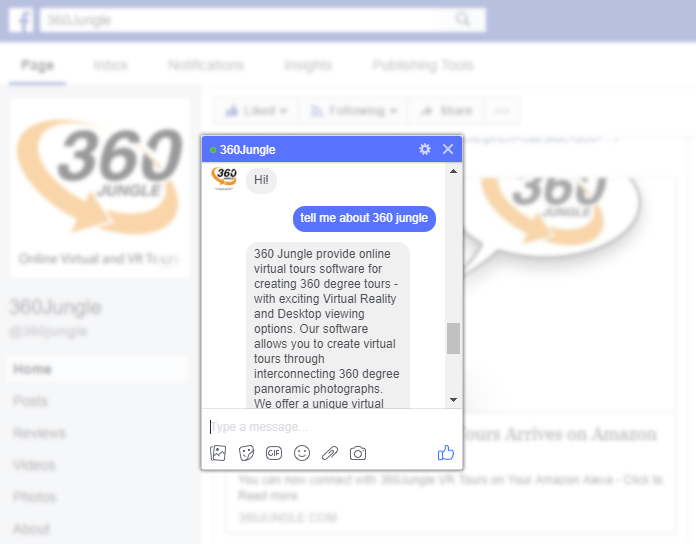 360Jungle
Page
Inbox
Notifications
Insights
Publishing Tools
Liked
Following
Share
360
JUNGLE
Online Virtual and VR
360Jungle
@360jungle
Home
Posts
Reviews
Videos
Photos
About
360Jungle
360
JUNGLE
Hi!
tell me about 360 jungle
360 Jungle provide online
virtual tours software for
creating 360 degree tours -
with exciting Virtual Reality
and Desktop viewing
options. Our software
allows you to create virtual
tours through
interconnecting 360 degree
panoramic photographs.
We offer a unique virtual
Type a message...
GIF
360
JUNGLE
Tours Arrives on Amazon
You can now connect with 360Jungle VR Tours on Your Amazon Alexa - Click to
Read more
360JUNGLE.COM